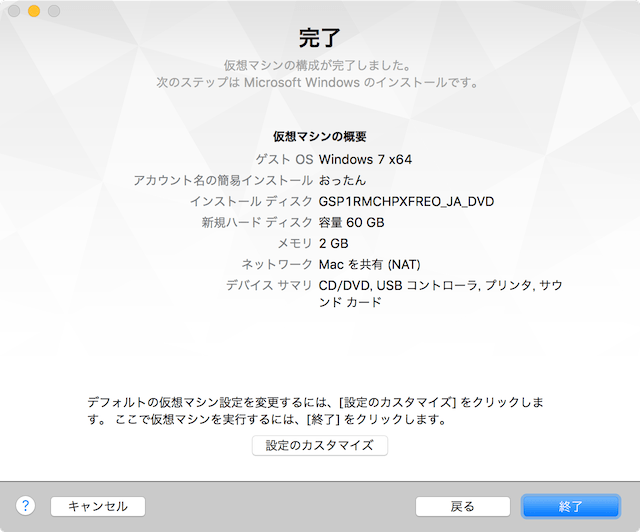 完了
仮想マシンの構成が完了しました。
次のステップは Microsoft Windows のインストールです。
仮想マシンの概要
ゲスト OS Windows 7 x64
アカウント名の簡易インストール おったん
インストール ディスク GSP1RMCHPXFREO_JA_DVD
新規ハード ディスク 容量 60 GB
メモリ 2 GB
ネットワーク Mac を共有 (NAT)
デバイス サマリ CD/DVD, USB コントローラ, プリンタ, サウ
ンド カード
デフォルトの仮想マシン設定を変更するには、[設定のカスタマイズ] をクリックしま
す。 ここで仮想マシンを実行するには、[終了] をクリックします。
設定のカスタマイズ
? キャンセル 戻る 終了